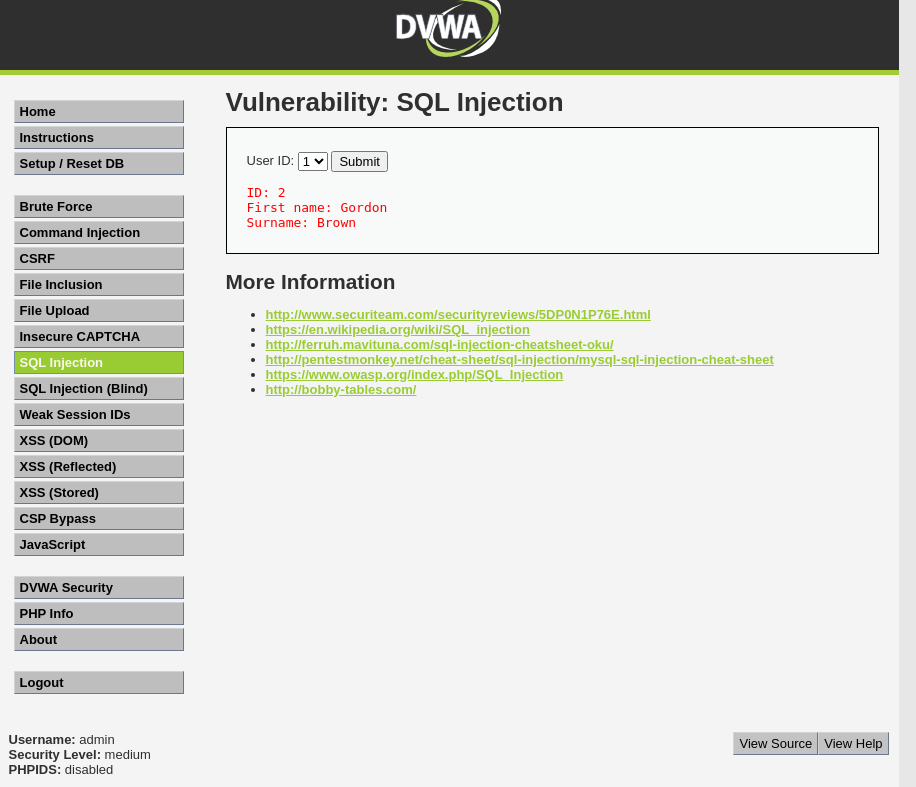 DVWA
Home
Instructions
Setup / Reset DB
Brute Force
Command Injection
CSRF
File Inclusion
File Upload
Insecure CAPTCHA
SQL Injection
SQL Injection (Blind)
Weak Session IDs
XSS (DOM)
XSS (Reflected)
XSS (Stored)
CSP Bypass
JavaScript
DVWA Security
PHP Info
About
Logout
Vulnerability: SQL Injection
User ID: 1 Submit
ID: 2
First name: Gordon
Surname: Brown
More Information
http://www.securiteam.com/securityreviews/5DP0N1P76E.html
https://en.wikipedia.org/wiki/SQL_injection
http://ferruh.mavituna.com/sql-injection-cheatsheet-oku/
http://pentestmonkey.net/cheat-sheet/sql-injection/mysql-sql-injection-cheat-sheet
https://www.owasp.org/index.php/SQL_Injection
http://bobby-tables.com/
Username: admin
Security Level: medium
PHPIDS: disabled
View Source View Help